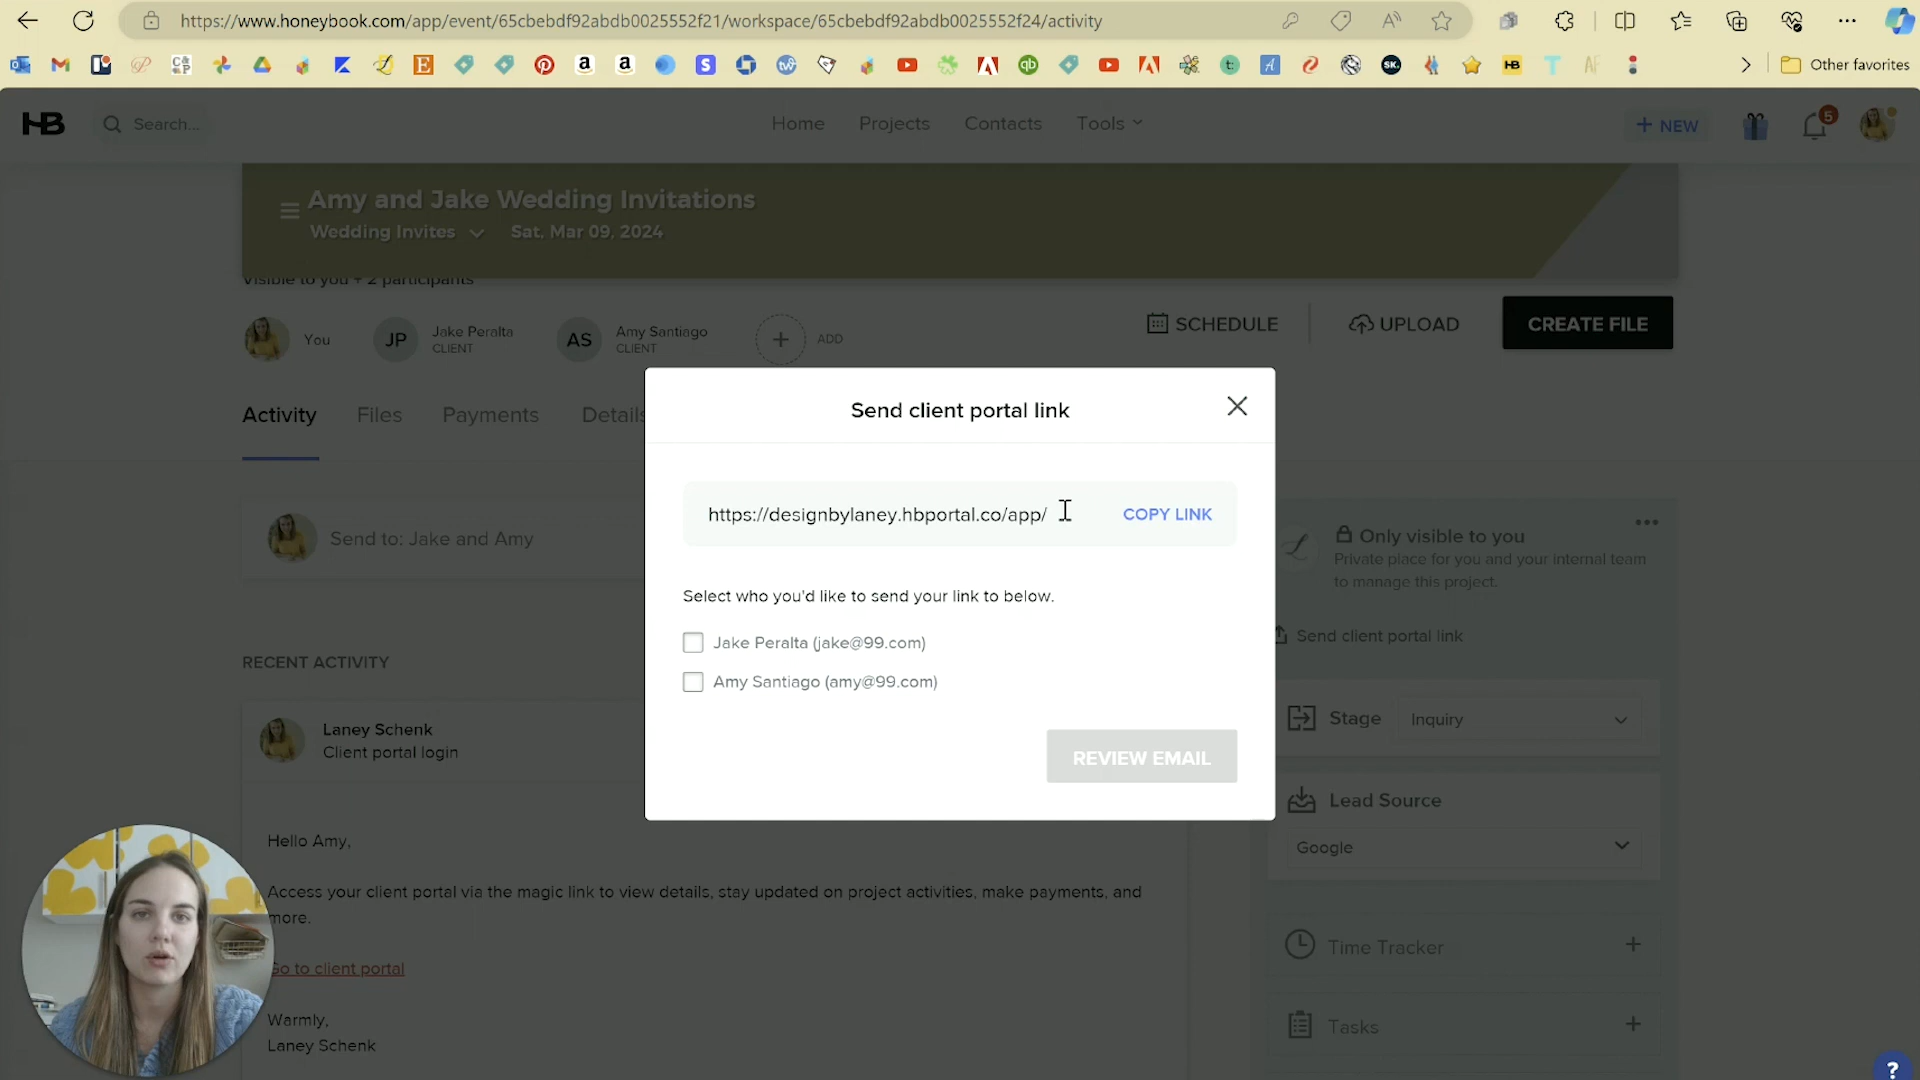 https://www.honeybook.com/app/event/65cbebdf92abdb0025552f21/workspace/65cbebdf92abdb0025552f24/activity
Other favorites
HB
Search...
Home
Projects
Contacts
Tools
+ NEW
5
Amy and Jake Wedding Invitations
Wedding Invites
Sat, Mar 09, 2024
Visible to you + 2 participants
You
JP
Jake Peralta
CLIENT
AS
Amy Santiago
CLIENT
ADD
SCHEDULE
UPLOAD
CREATE FILE
Activity
Files
Payments
Details
Send client portal link
https://designbylaney.hbportal.co/app/
COPY LINK
Select who you'd like to send your link to below.
Jake Peralta (jake@99.com)
Amy Santiago (amy@99.com)
REVIEW EMAIL
Send to: Jake and Amy
Only visible to you
Private place for you and your internal team
to manage this project.
Send client portal link
Stage
Inquiry
Lead Source
Google
Time Tracker
Tasks
RECENT ACTIVITY
Laney Schenk
Client portal login
Hello Amy,
Access your client portal via the magic link to view details, stay updated on project activities, make payments, and
more.
Go to client portal
Warmly,
Laney Schenk
?